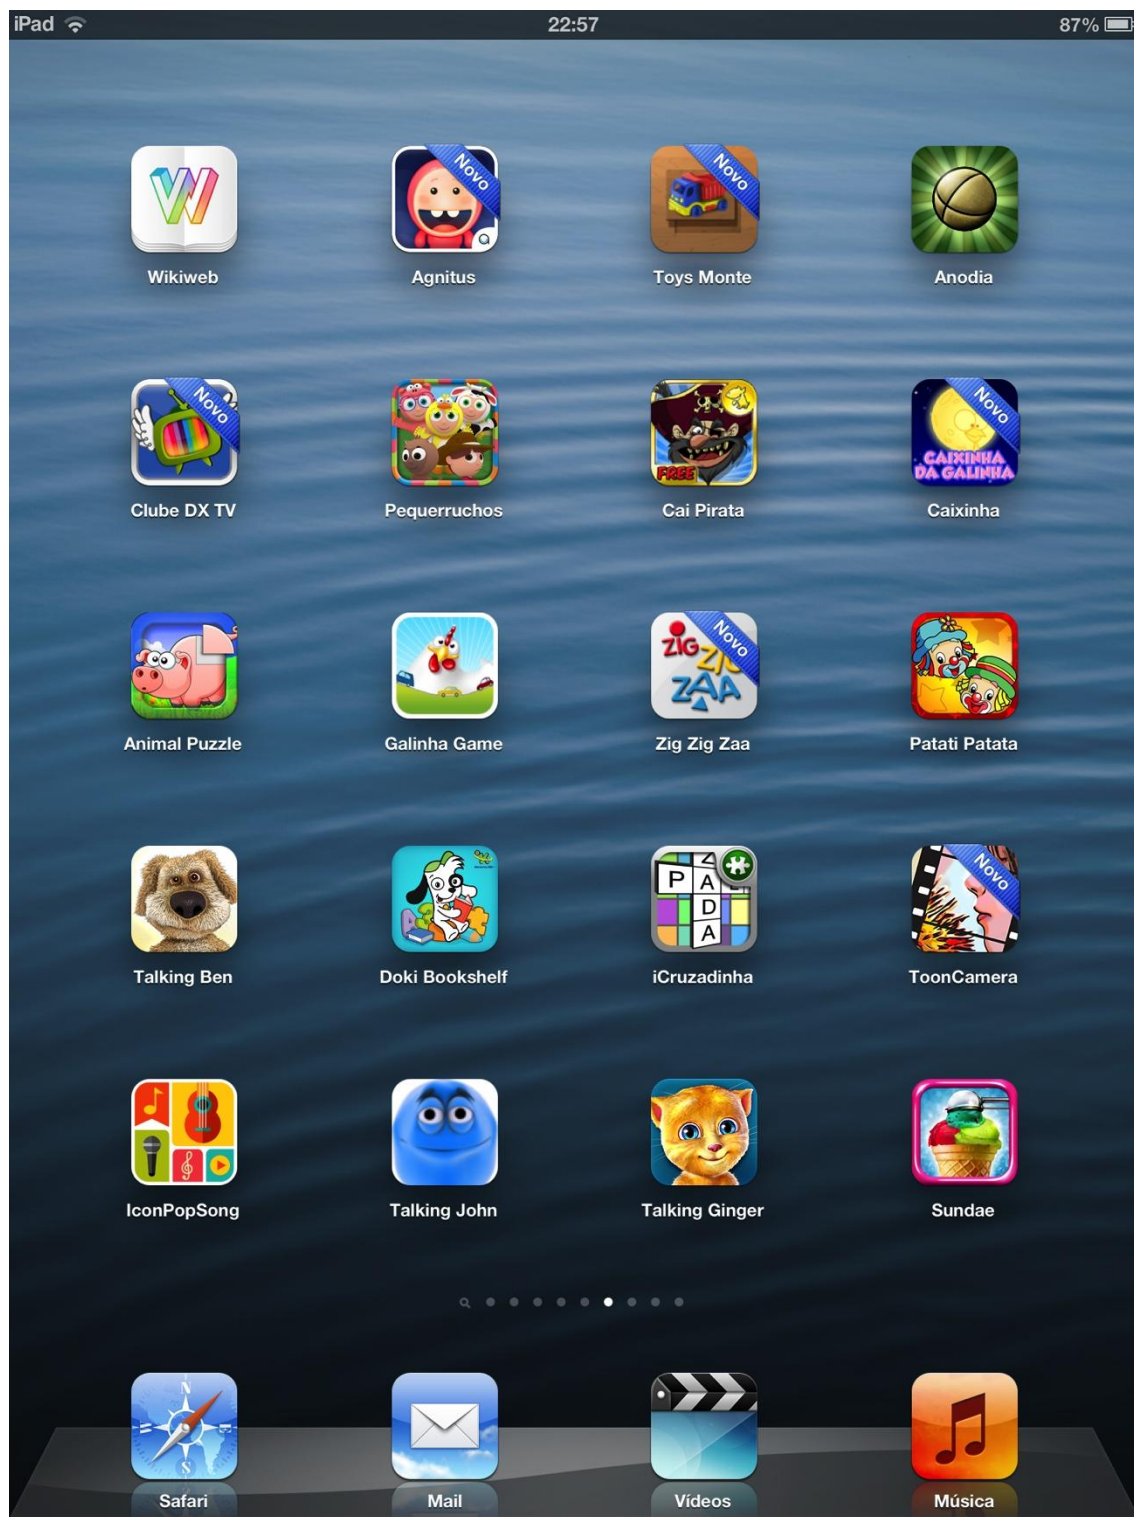 iPad 22:57 87%
W Novo Novo
Wikiweb Agnitus Toys Monte Anodia
Novo FREE Novo CAIXINHA DA GALINHA
Clube DX TV Pequerruchos Cai Pirata Caixinha
ZIG ZIG ZAA Novo
Animal Puzzle Galinha Game Zig Zig Zaa Patati Patata
P A D A Novo
Talking Ben Doki Bookshelf iCruzadinha ToonCamera
IconPopSong Talking John Talking Ginger Sundae
N S
Safari Mail Vídeos Música